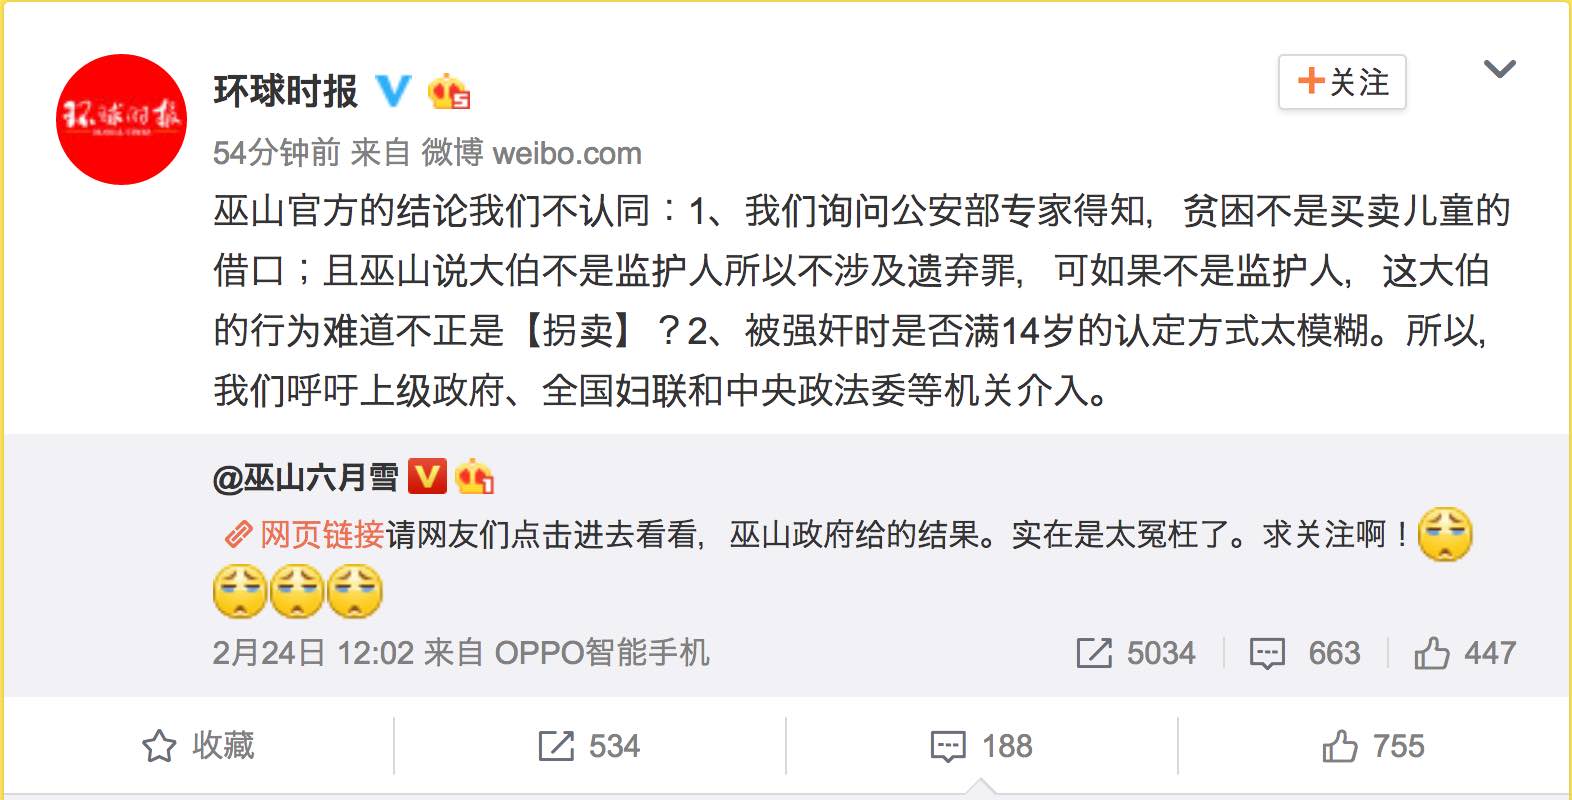 环球时报
环球时报
+关注
54分钟前 来自 微博 weibo.com
巫山官方的结论我们不认同：1、我们询问公安部专家得知，贫困不是买卖儿童的
借口；且巫山说大伯不是监护人所以不涉及遗弃罪，可如果不是监护人，这大伯
的行为难道不正是【拐卖】？2、被强奸时是否满14岁的认定方式太模糊。所以，
我们呼吁上级政府、全国妇联和中央政法委等机关介入。
@巫山六月雪
网页链接请网友们点击进去看看，巫山政府给的结果。实在是太冤枉了。求关注啊！
2月24日 12:02 来自 OPPO智能手机 5034 663 447
收藏 534 188 755